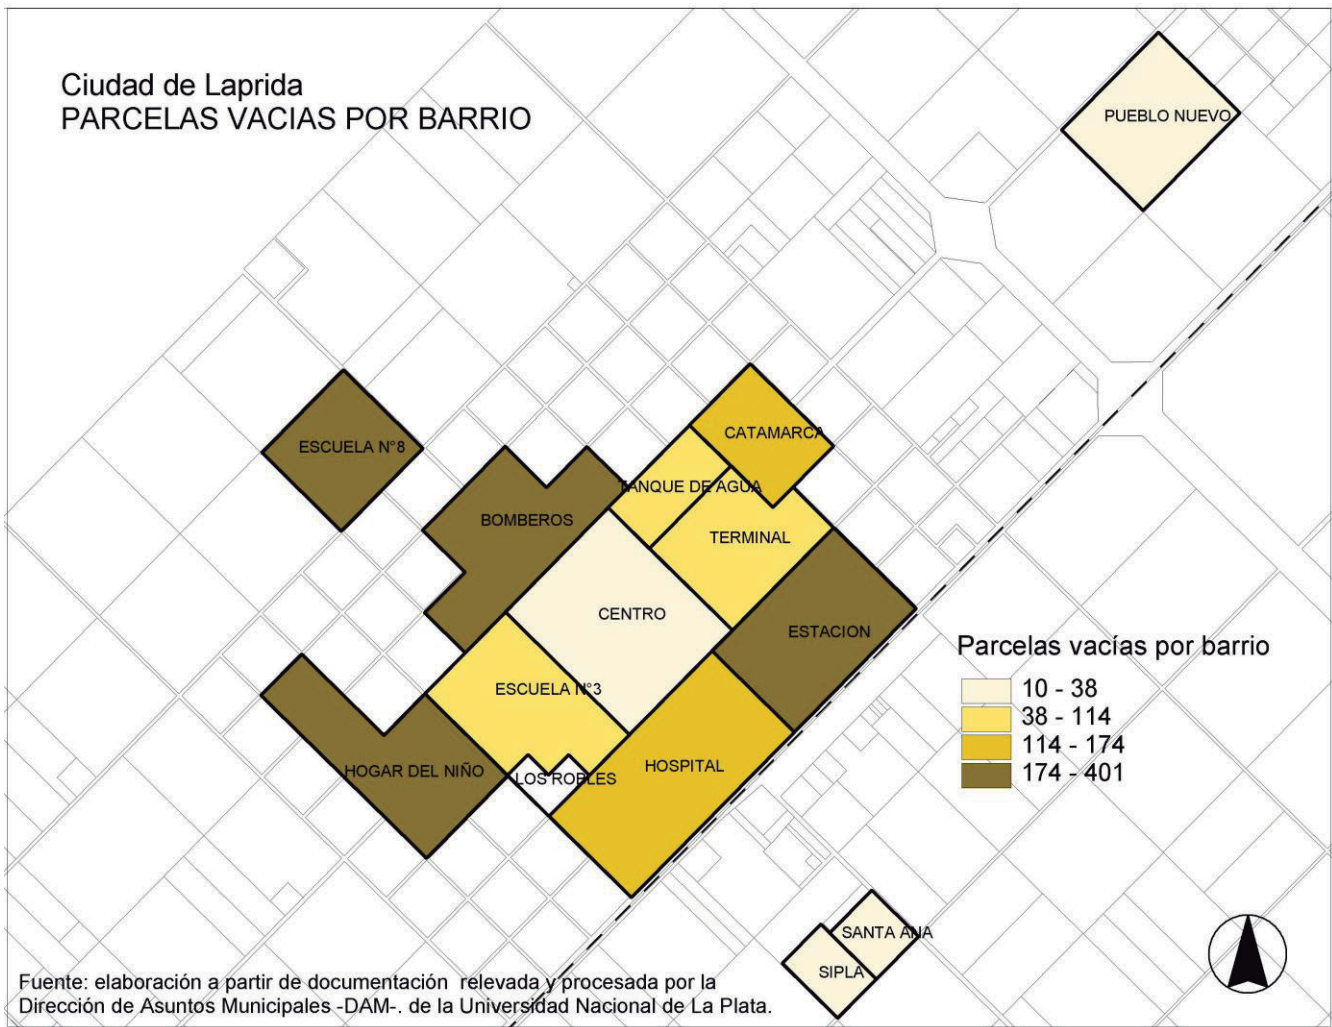 Ciudad de Laprida
PARCELAS VACIAS POR BARRIO
PUEBLO NUEVO
CATAMARCA
ESCUELA N°8
TANQUE DE AGUA
BOMBEROS
TERMINAL
CENTRO
ESTACION
ESCUELA N°3
HOSPITAL
HOGAR DEL NIÑO
LOS ROBLES
Parcelas vacías por barrio
10 - 38
38 - 114
114 - 174
174 - 401
SANTA ANA
SIPLA
Fuente: elaboración a partir de documentación relevada y procesada por la
Dirección de Asuntos Municipales -DAM-. de la Universidad Nacional de La Plata.